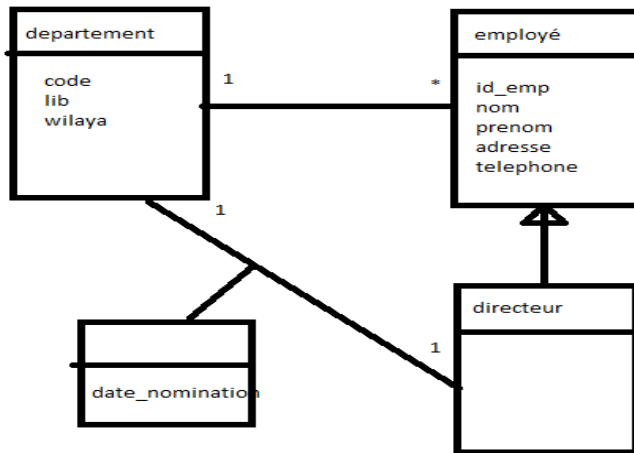 departement
code
lib
wilaya
1
*
employé
id_emp
nom
prenom
adresse
telephone
1
1
directeur
date_nomination